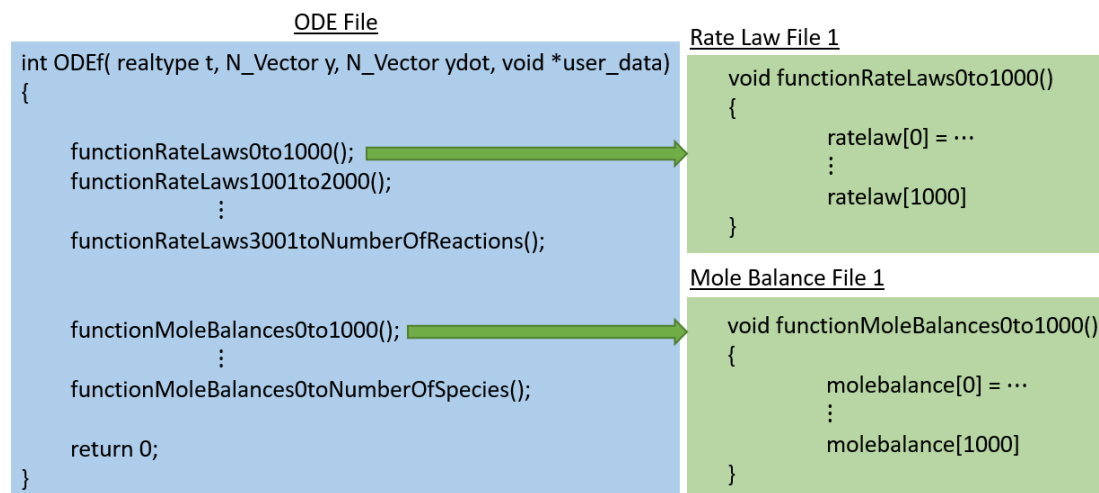 ODE File
int ODEf( realtype t, N_Vector y, N_Vector ydot, void *user_data)
{
functionRateLaws0to1000();
functionRateLaws1001to2000();
⋮
functionRateLaws3001toNumberOfReactions();
functionMoleBalances0to1000();
⋮
functionMoleBalances0toNumberOfSpecies();
return 0;
}
Rate Law File 1
void functionRateLaws0to1000()
{
ratelaw[0] = ⋯
⋮
ratelaw[1000]
}
Mole Balance File 1
void functionMoleBalances0to1000()
{
molebalance[0] = ⋯
⋮
molebalance[1000]
}